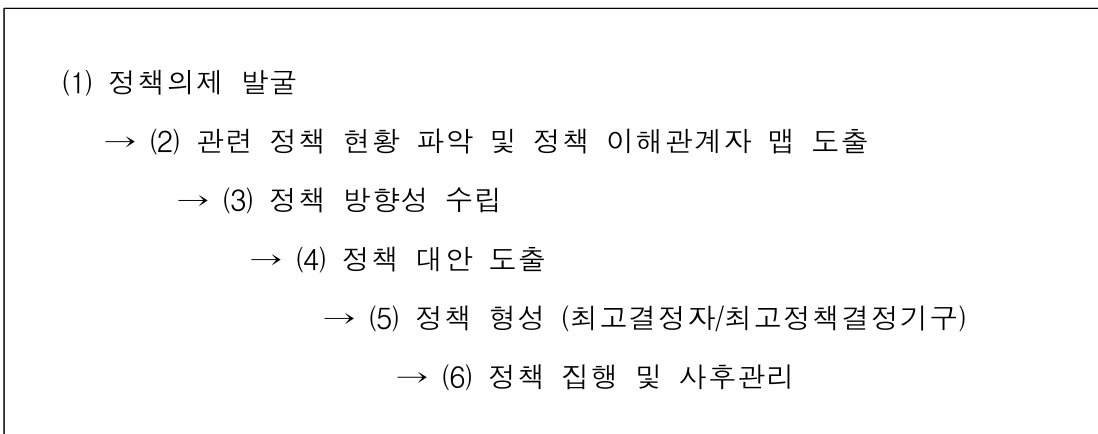 (1) 정책의제 발굴
→ (2) 관련 정책 현황 파악 및 정책 이해관계자 맵 도출
→ (3) 정책 방향성 수립
→ (4) 정책 대안 도출
→ (5) 정책 형성 (최고결정자/최고정책결정기구)
→ (6) 정책 집행 및 사후관리